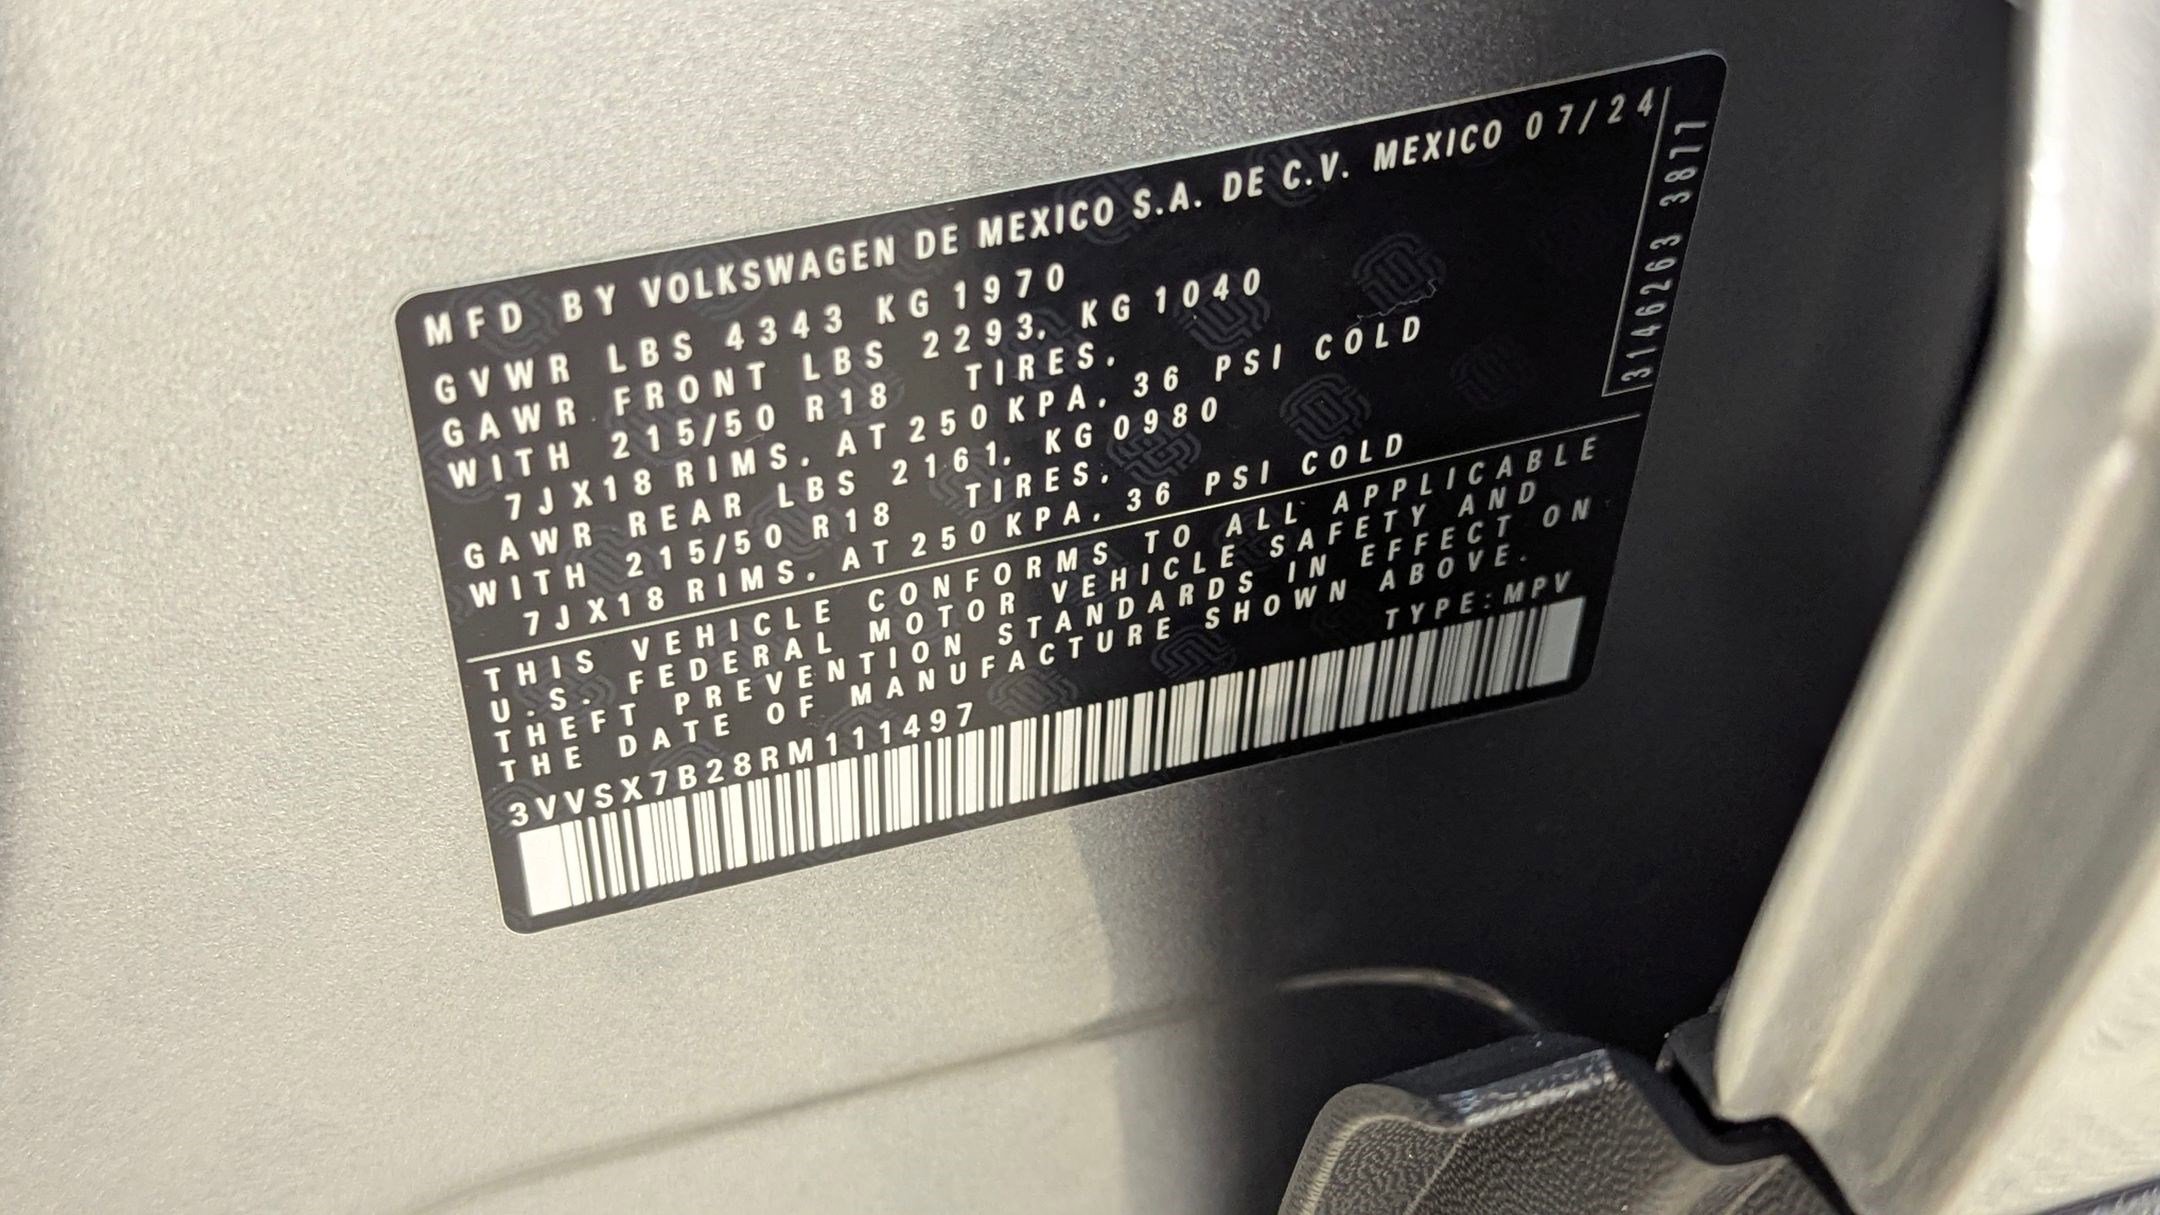 MFD BY VOLKSWAGEN DE MEXICO S.A. DE C.V. MEXICO 07/24
GVWR LBS 4343 KG 1970
GAWR FRONT LBS 2293. KG 1040
WITH 215/50 R18 TIRES.
7JX18 RIMS. AT 250 KPA. 36 PSI COLD
GAWR REAR LBS 2161. KG 0980
WITH 215/50 R18 TIRES.
7JX18 RIMS. AT 250 KPA. 36 PSI COLD
3146263 3877
THIS VEHICLE CONFORMS TO ALL APPLICABLE
U.S. FEDERAL MOTOR VEHICLE SAFETY AND
THEFT PREVENTION STANDARDS IN EFFECT ON
THE DATE OF MANUFACTURE SHOWN ABOVE.
3VVSX7B28RM111497 TYPE:MPV